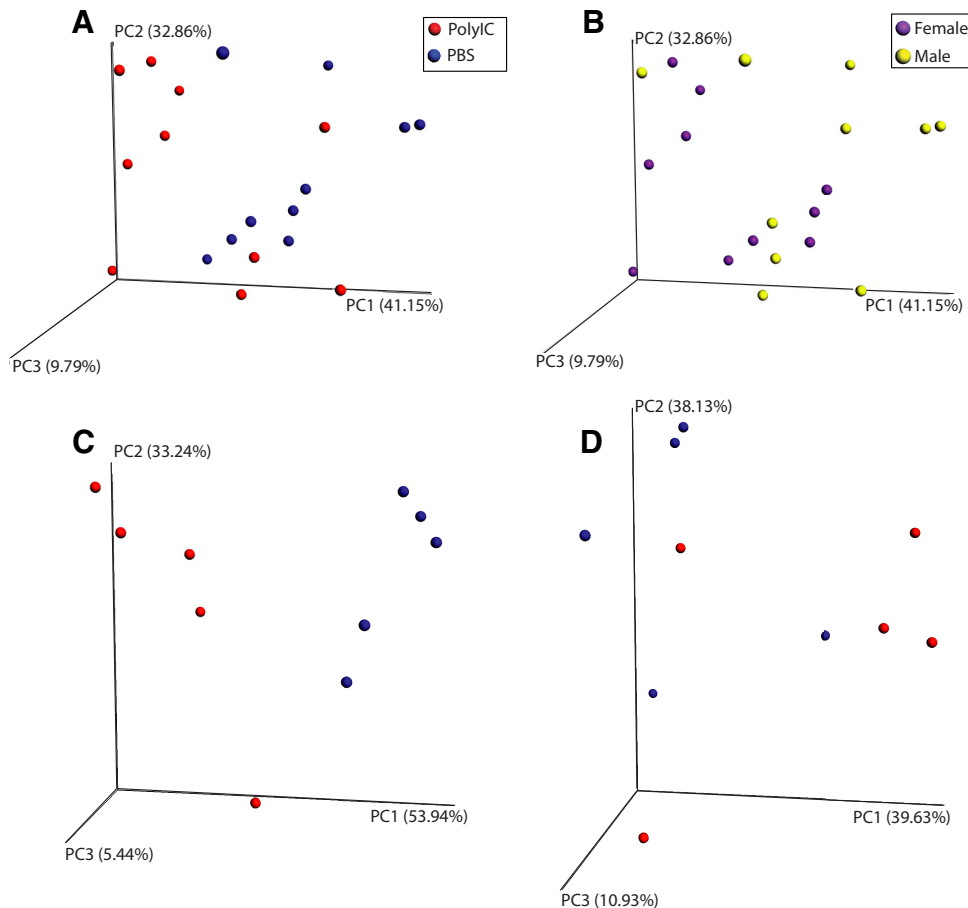 A
PC2 (32.86%)
PolyIC
PBS
PC1 (41.15%)
PC3 (9.79%)
B
PC2 (32.86%)
Female
Male
PC1 (41.15%)
PC3 (9.79%)
C
PC2 (33.24%)
PC1 (53.94%)
PC3 (5.44%)
D
PC2 (38.13%)
PC1 (39.63%)
PC3 (10.93%)